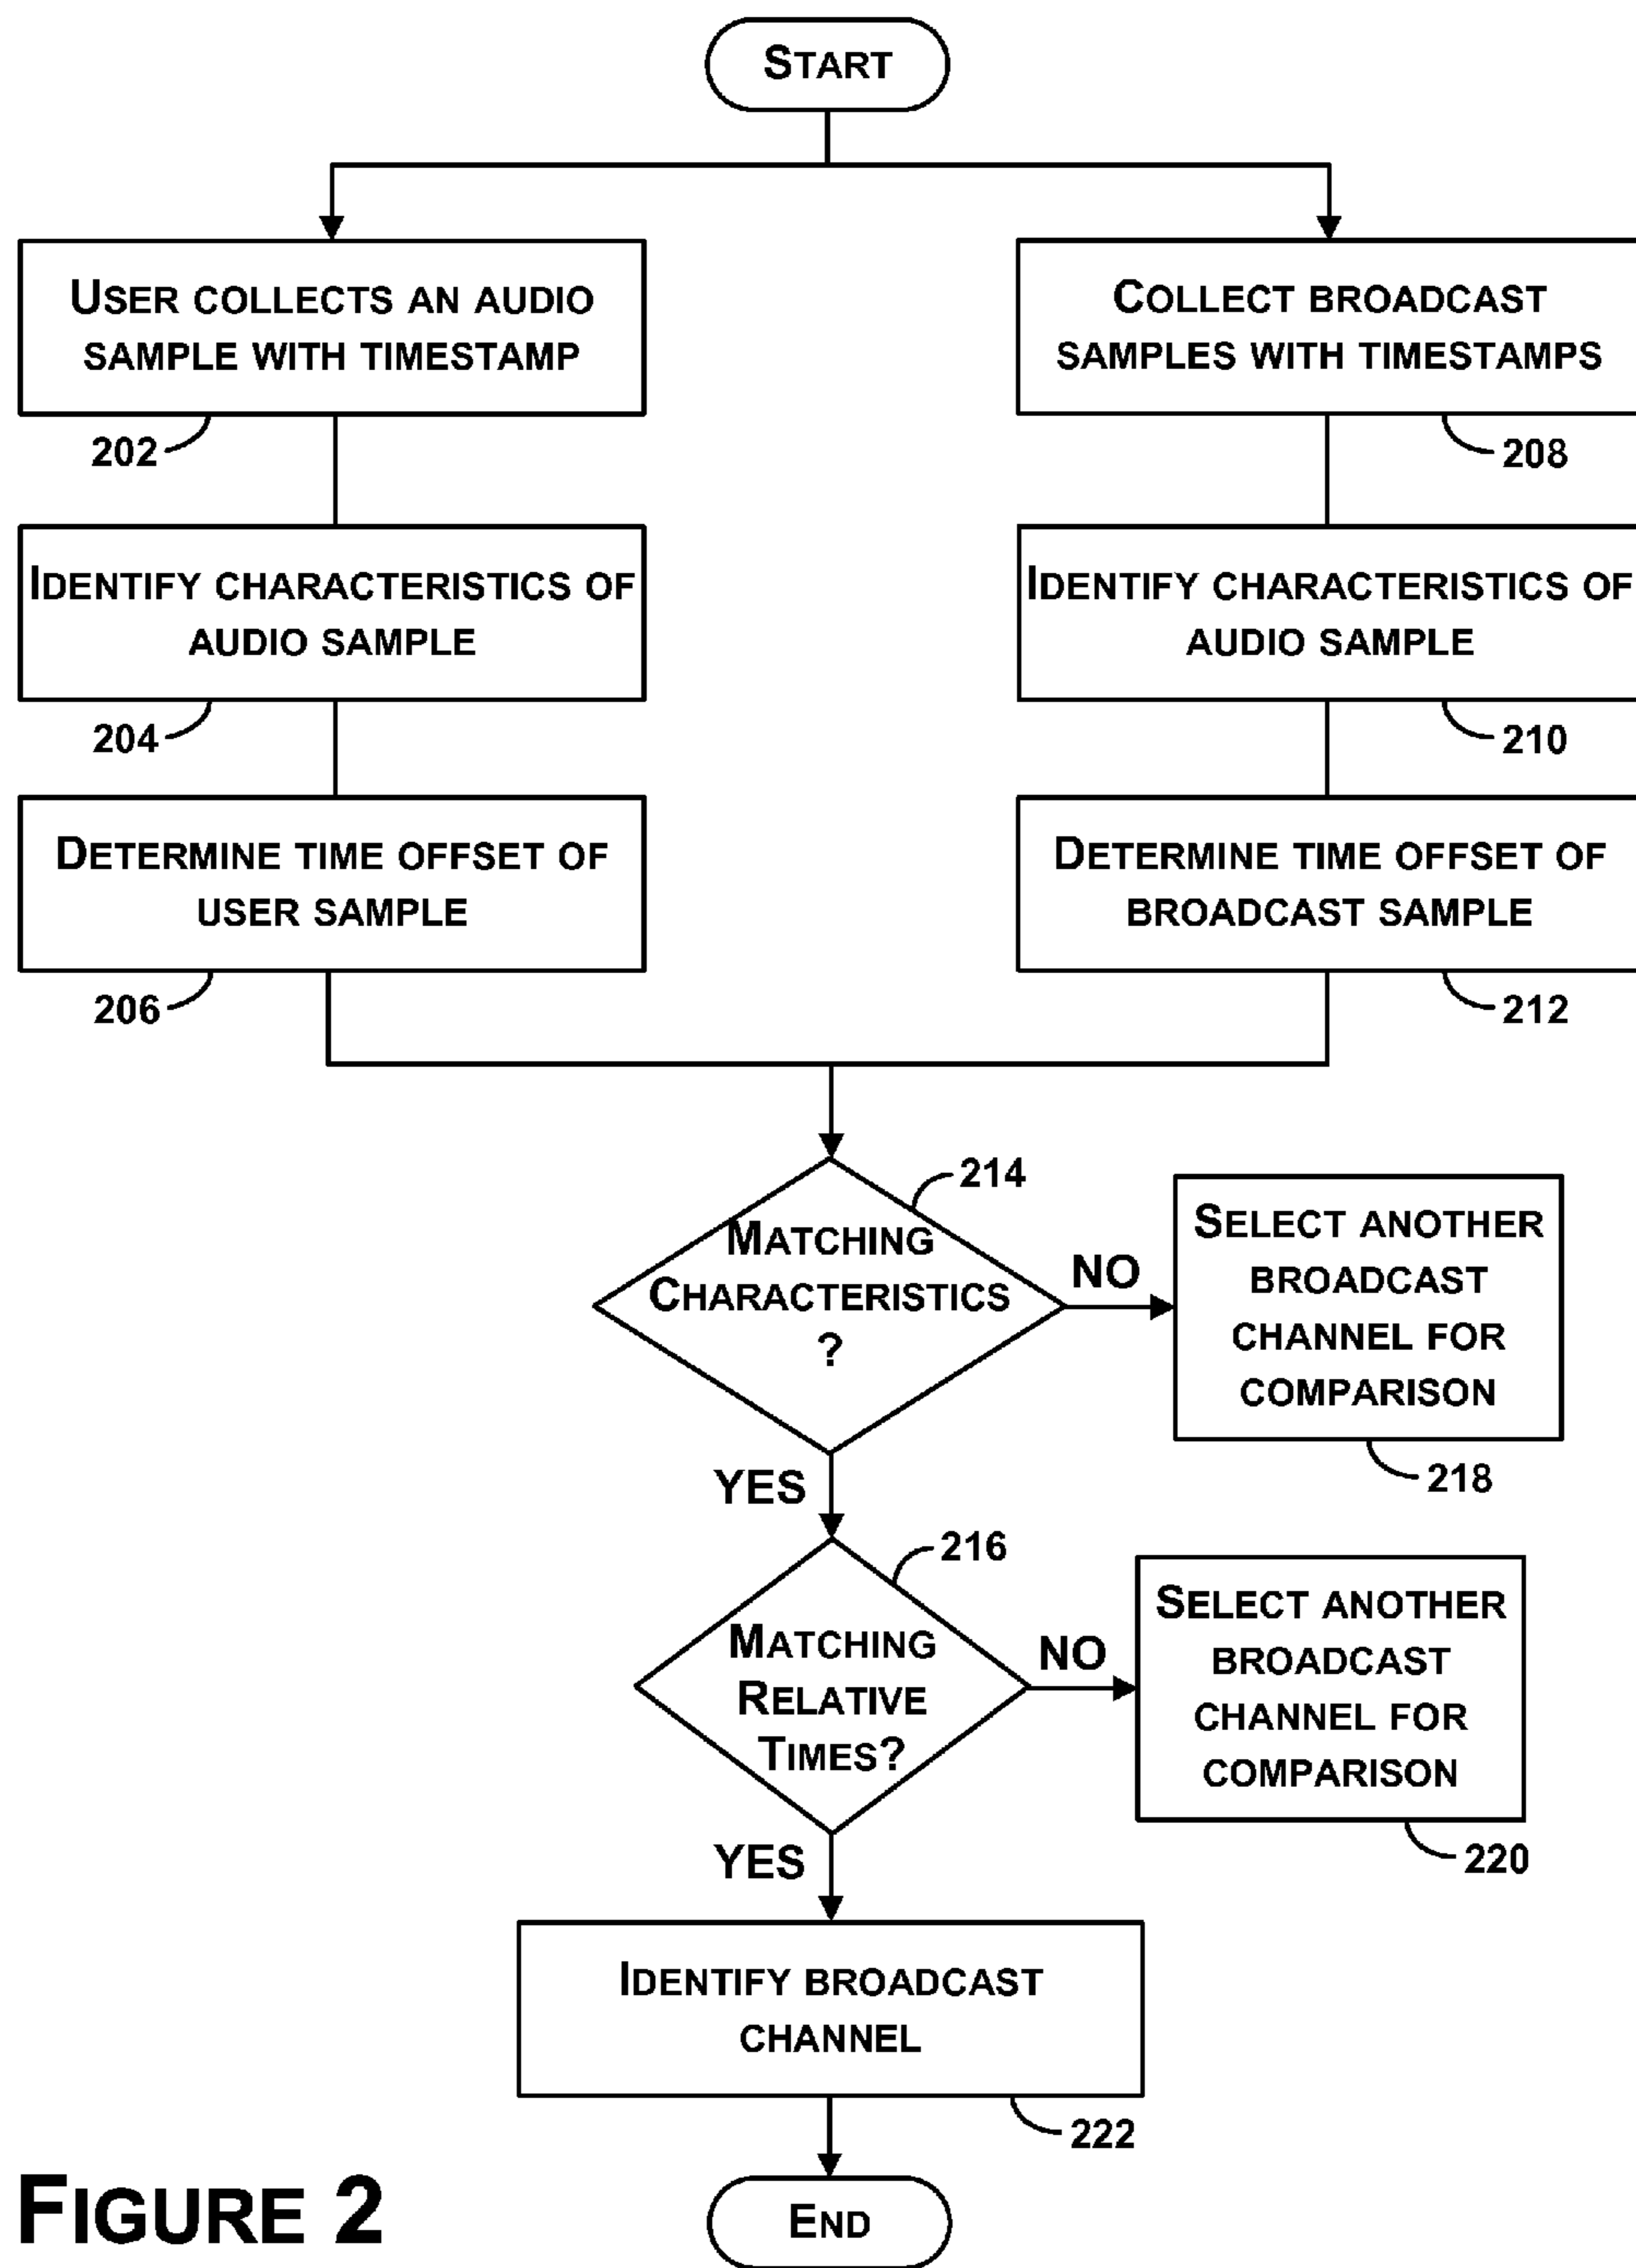 START
USER COLLECTS AN AUDIO
SAMPLE WITH TIMESTAMP
202
IDENTIFY CHARACTERISTICS OF
AUDIO SAMPLE
204
DETERMINE TIME OFFSET OF
USER SAMPLE
206
COLLECT BROADCAST
SAMPLES WITH TIMESTAMPS
208
IDENTIFY CHARACTERISTICS OF
AUDIO SAMPLE
210
DETERMINE TIME OFFSET OF
BROADCAST SAMPLE
212
214
MATCHING
CHARACTERISTICS
?
NO
SELECT ANOTHER
BROADCAST
CHANNEL FOR
COMPARISON
218
YES
216
MATCHING
RELATIVE
TIMES?
NO
SELECT ANOTHER
BROADCAST
CHANNEL FOR
COMPARISON
220
YES
IDENTIFY BROADCAST
CHANNEL
222
END
FIGURE 2